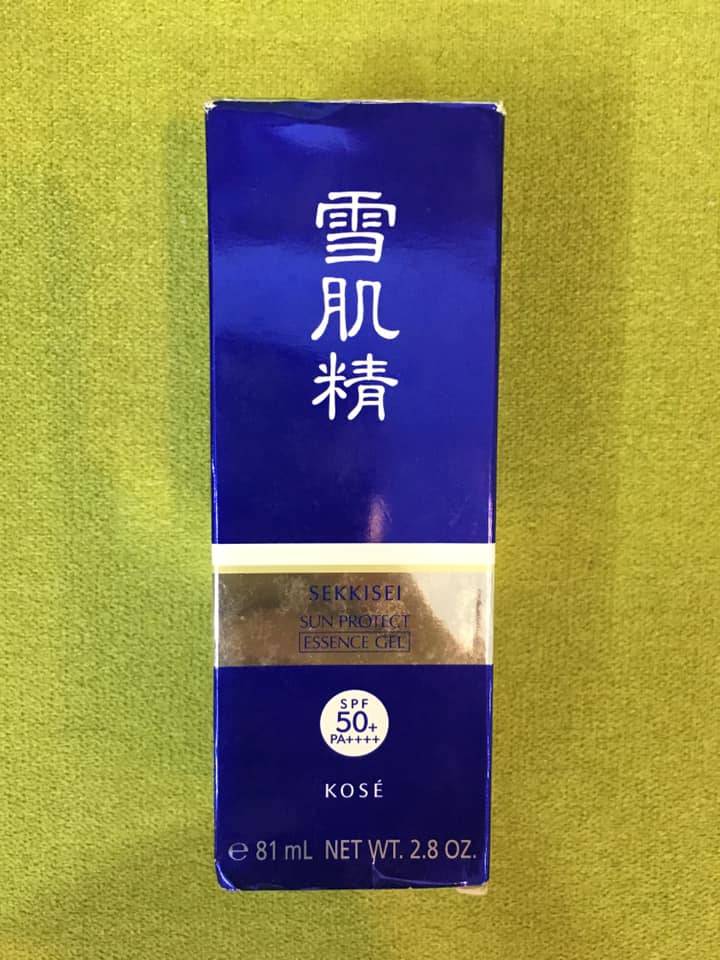 雪肌精
SEKKISEI
SUN PROTECT
ESSENCE GEL
SPF
50+
PA++++
KOSÉ
℮ 81 mL NET WT. 2.8 OZ.